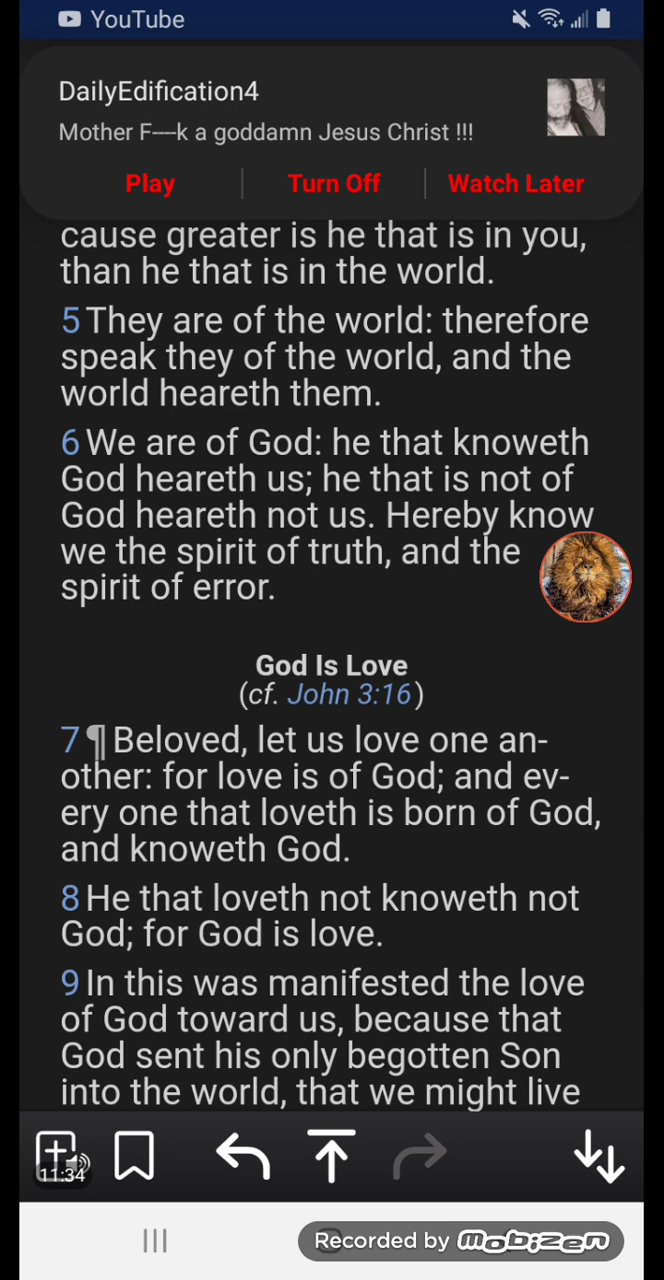 YouTube
DailyEdification4
Mother F---k a goddamn Jesus Christ !!!
Play
Turn Off
Watch Later
cause greater is he that is in you,
than he that is in the world.
5 They are of the world: therefore
speak they of the world, and the
world heareth them.
6 We are of God: he that knoweth
God heareth us; he that is not of
God heareth not us. Hereby know
we the spirit of truth, and the
spirit of error.
God Is Love
(cf. John 3:16)
7 ¶ Beloved, let us love one an-
other: for love is of God; and ev-
ery one that loveth is born of God,
and knoweth God.
8 He that loveth not knoweth not
God; for God is love.
9 In this was manifested the love
of God toward us, because that
God sent his only begotten Son
into the world, that we might live
11:34
Recorded by mobizen